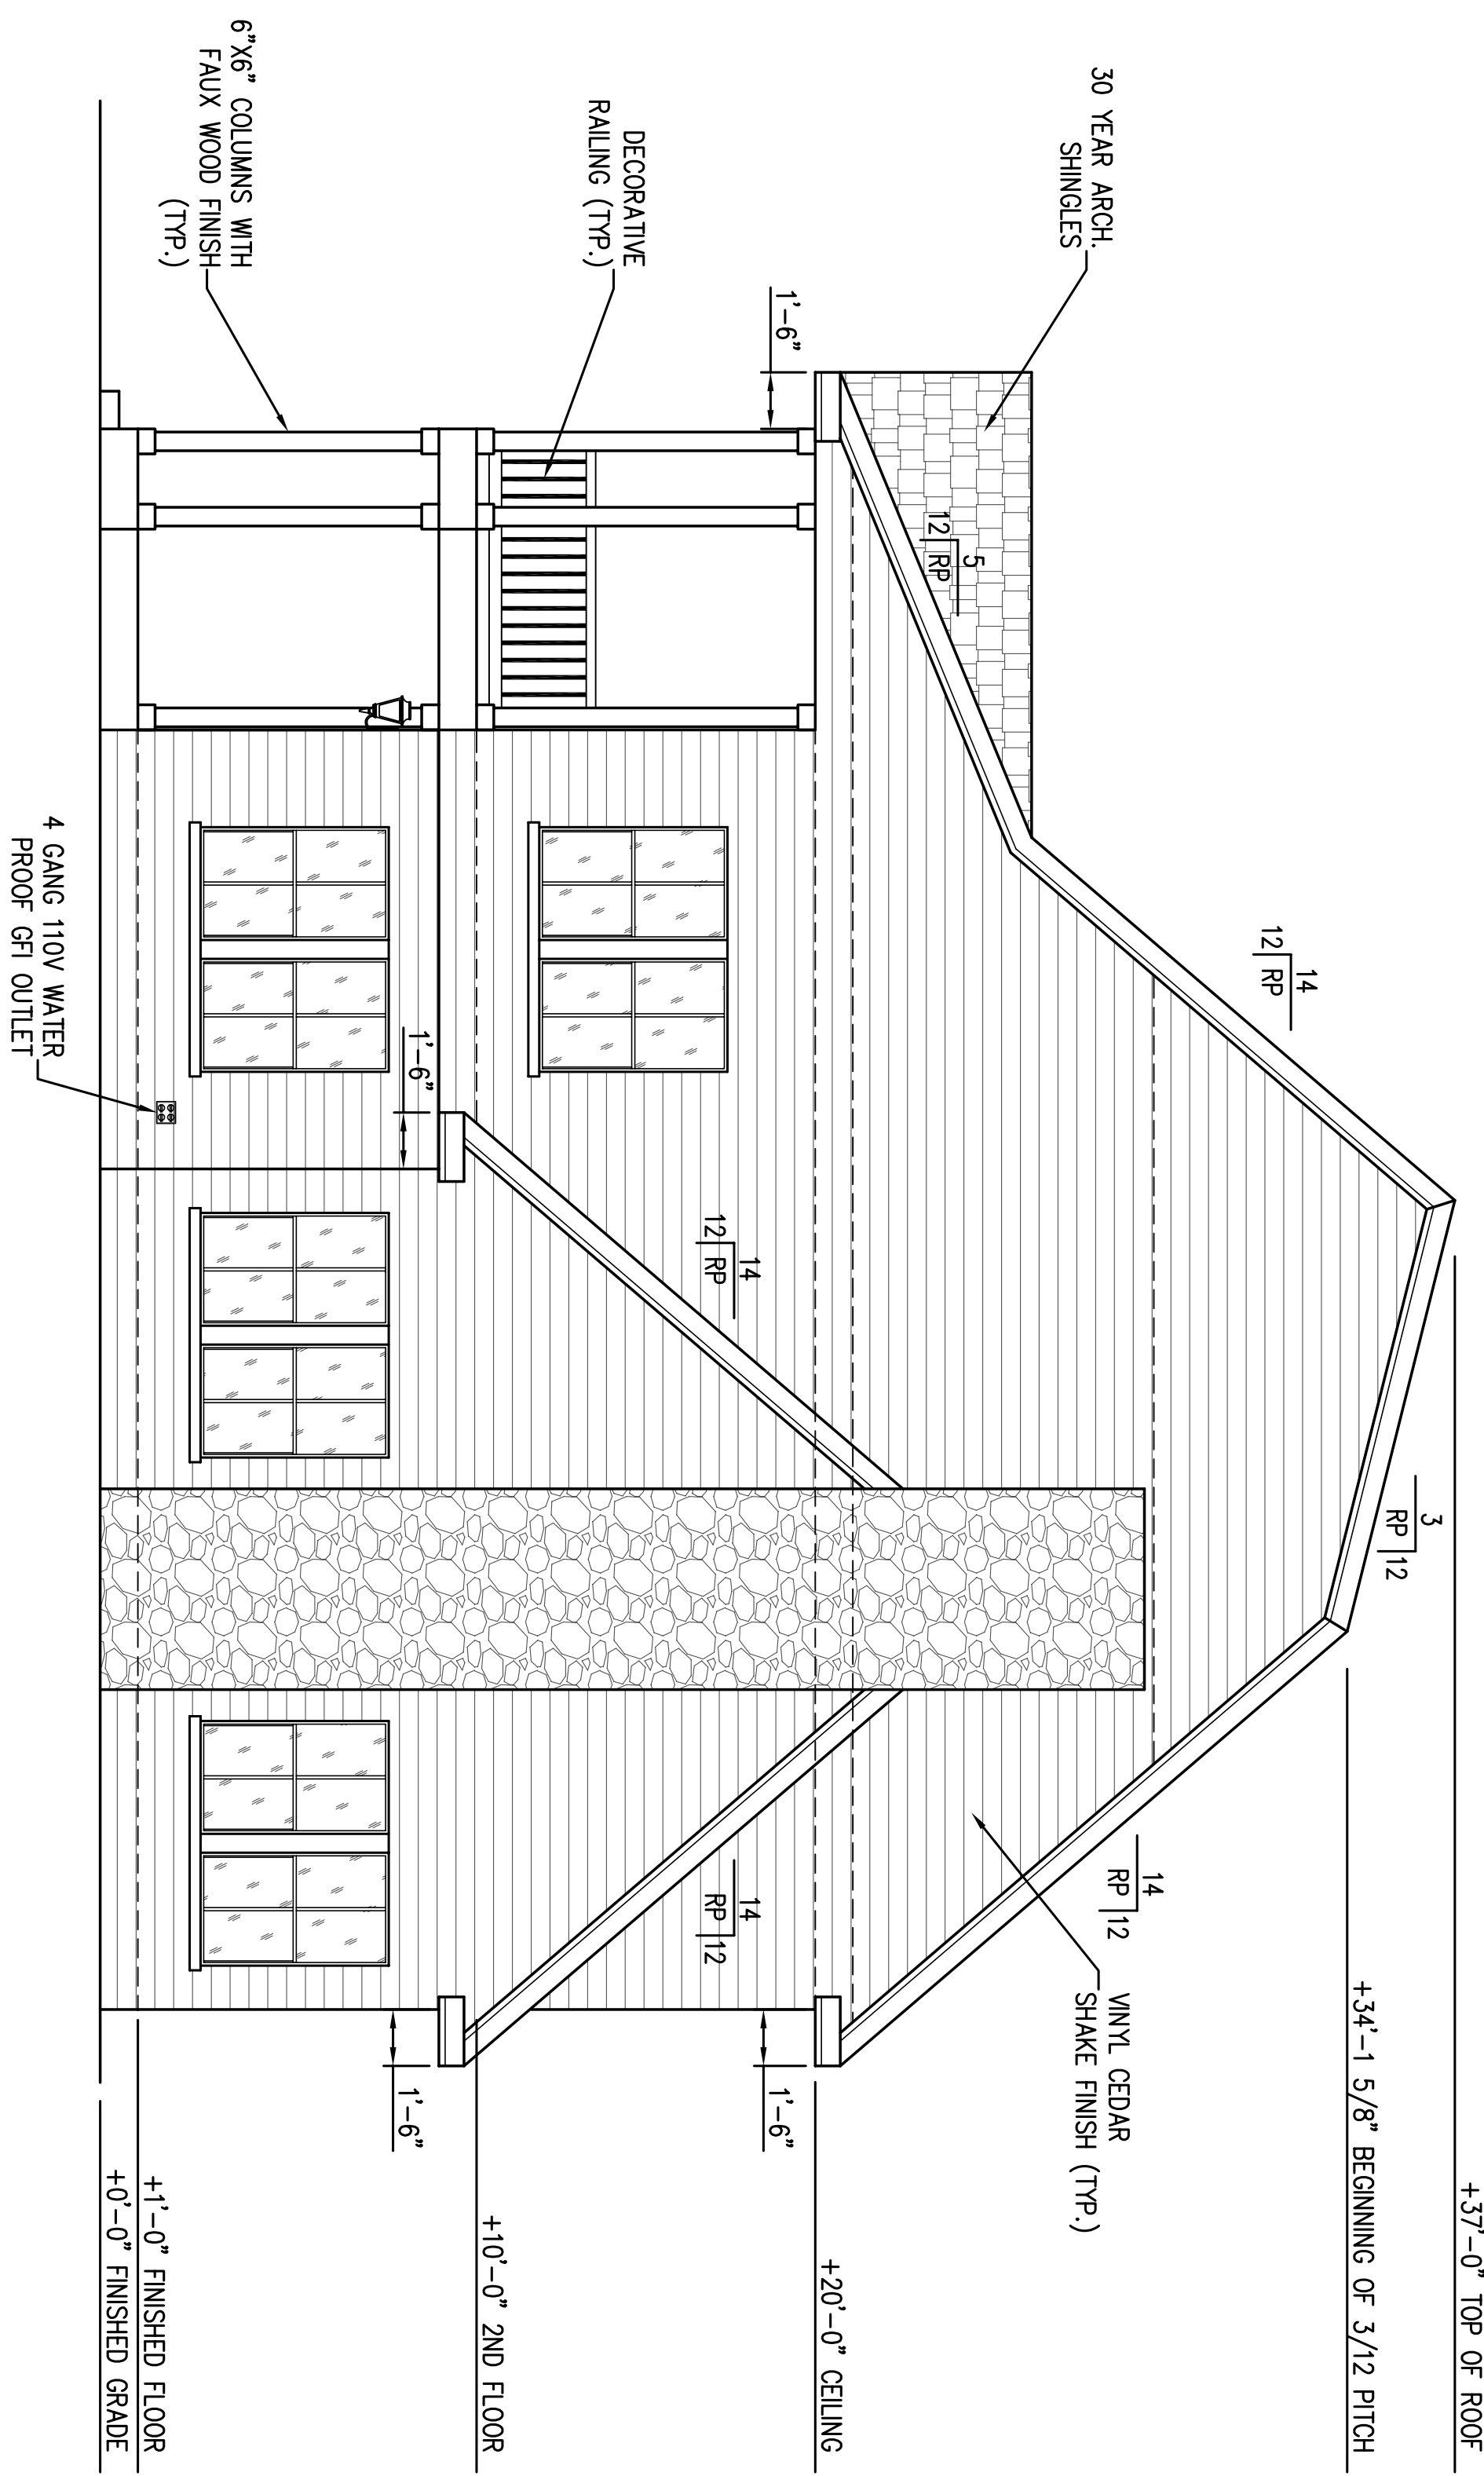 +37'-0" TOP OF ROOF
+34'-1 5/8" BEGINNING OF 3/12 PITCH
3
RP 12
14
12 RP
14
RP 12
30 YEAR ARCH.
SHINGLES
VINYL CEDAR
SHAKE FINISH (TYP.)
5
12 RP
+20'-0" CEILING
1'-6"
1'-6"
14
12 RP
14
RP 12
DECORATIVE
RAILING (TYP.)
+10'-0" 2ND FLOOR
1'-6"
1'-6"
6"X6" COLUMNS WITH
FAUX WOOD FINISH
(TYP.)
+1'-0" FINISHED FLOOR
+0'-0" FINISHED GRADE
4 GANG 110V WATER
PROOF GFI OUTLET